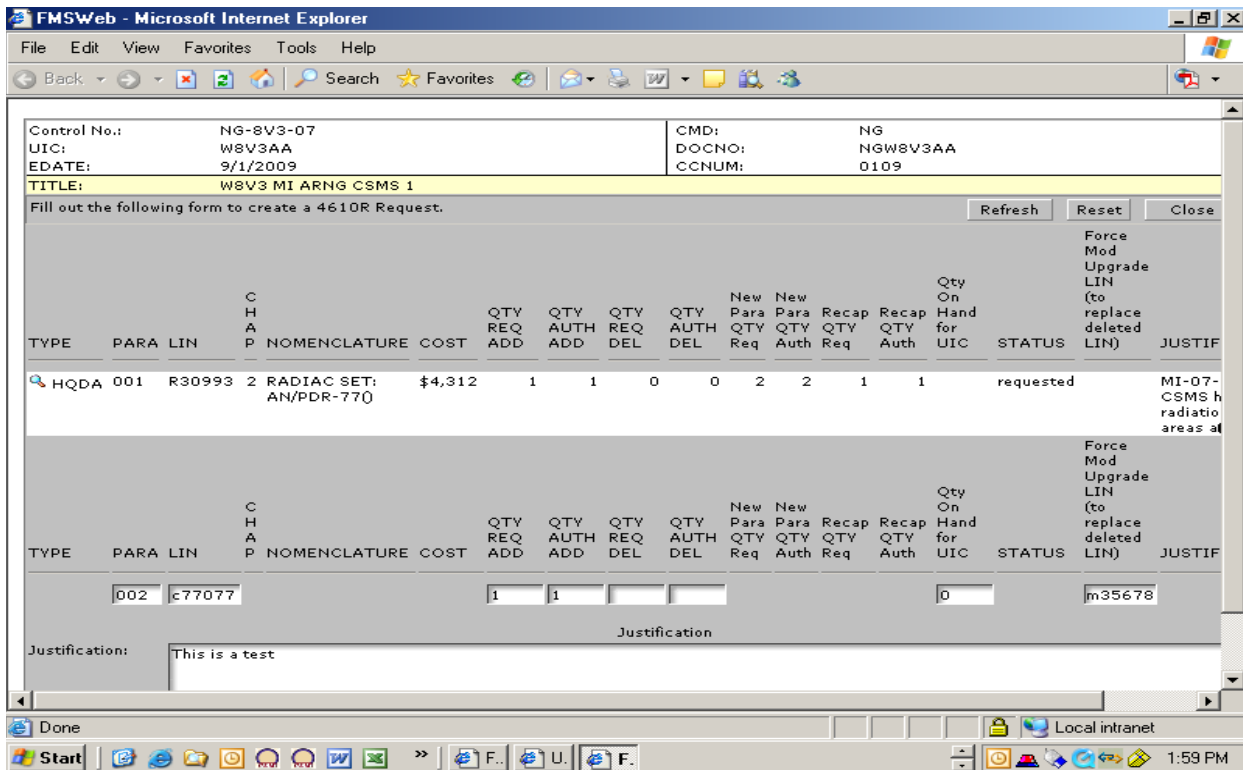 FMSWeb - Microsoft Internet Explorer
File Edit View Favorites Tools Help
Back Search Favorites
Control No.: NG-8V3-07 CMD: NG
UIC: W8V3AA DOCNO: NGW8V3AA
EDATE: 9/1/2009 CCNUM: 0109
TITLE: W8V3 MI ARNG CSMS 1
Fill out the following form to create a 4610R Request. Refresh Reset Close
Force
Mod
Upgrade
Qty LIN
C On (to
H QTY QTY QTY QTY New New Hand replace
A REQ AUTH REQ AUTH Para Para Recap Recap for deleted
TYPE PARA LIN P NOMENCLATURE COST ADD ADD DEL DEL QTY Req QTY Auth QTY Req QTY Auth UIC STATUS LIN) JUSTIF
HQDA 001 R30993 2 RADIAC SET: $4,312 1 1 0 0 2 2 1 1 requested MI-07-
AN/PDR-77() CSMS h
radiatio
areas a
Force
Mod
Upgrade
Qty LIN
C On (to
H QTY QTY QTY QTY New New Hand replace
A REQ AUTH REQ AUTH Para Para Recap Recap for deleted
TYPE PARA LIN P NOMENCLATURE COST ADD ADD DEL DEL QTY Req QTY Auth QTY Req QTY Auth UIC STATUS LIN) JUSTIF
002 c77077 1 1 0 m35678
Justification
Justification: This is a test
Done Local intranet
Start » F.. U. F. 1:59 PM